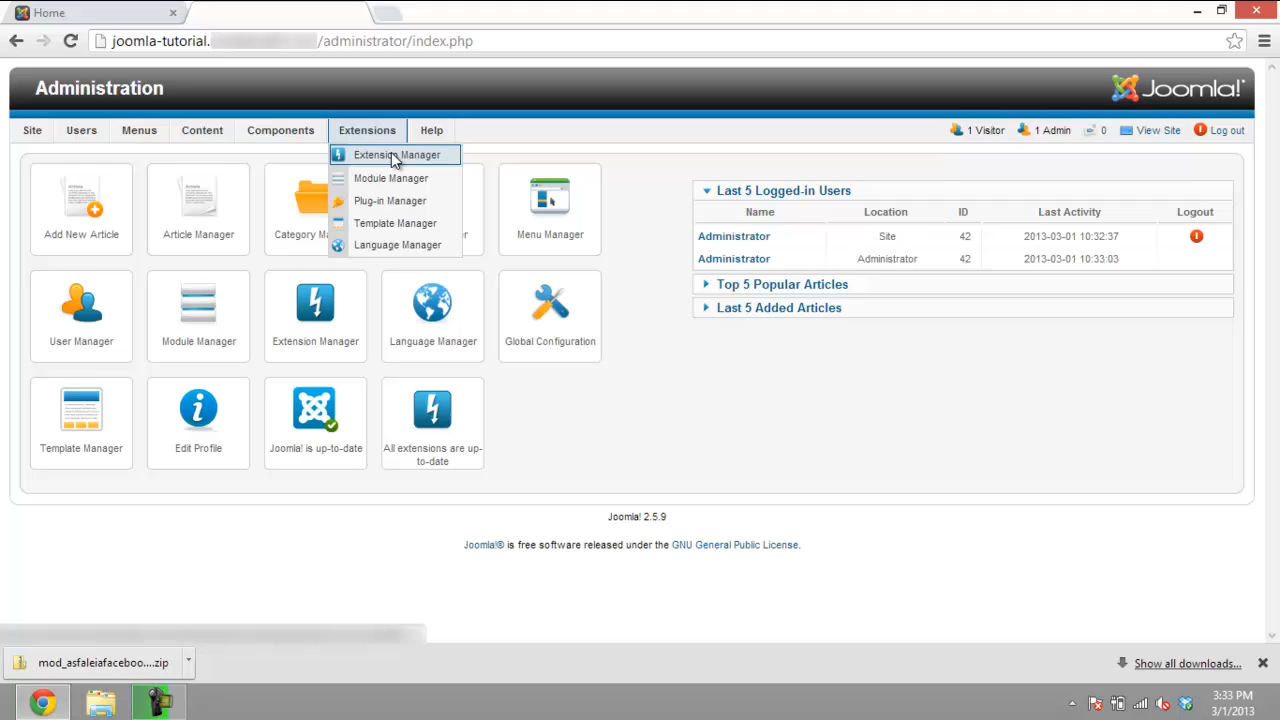 Home
joomla-tutorial.
/administrator/index.php
Administration
Joomla!
Site Users Menus Content Components Extensions Help
1 Visitor 1 Admin 0 View Site Log out
Extension Manager
Module Manager
Plug-in Manager
Template Manager
Language Manager
Add New Article
Article Manager
Category M
r
Menu Manager
User Manager
Module Manager
Extension Manager
Language Manager
Global Configuration
Template Manager
Edit Profile
Joomla! is up-to-date
All extensions are up-
to-date
Last 5 Logged-in Users
Name Location ID Last Activity Logout
Administrator Site 42 2013-03-01 10:32:37
Administrator Administrator 42 2013-03-01 10:33:03
Top 5 Popular Articles
Last 5 Added Articles
Joomla! 2.5.9
Joomla!® is free software released under the GNU General Public License.
mod_asfaleiafaceboo....zip
Show all downloads...
3:33 PM
3/1/2013